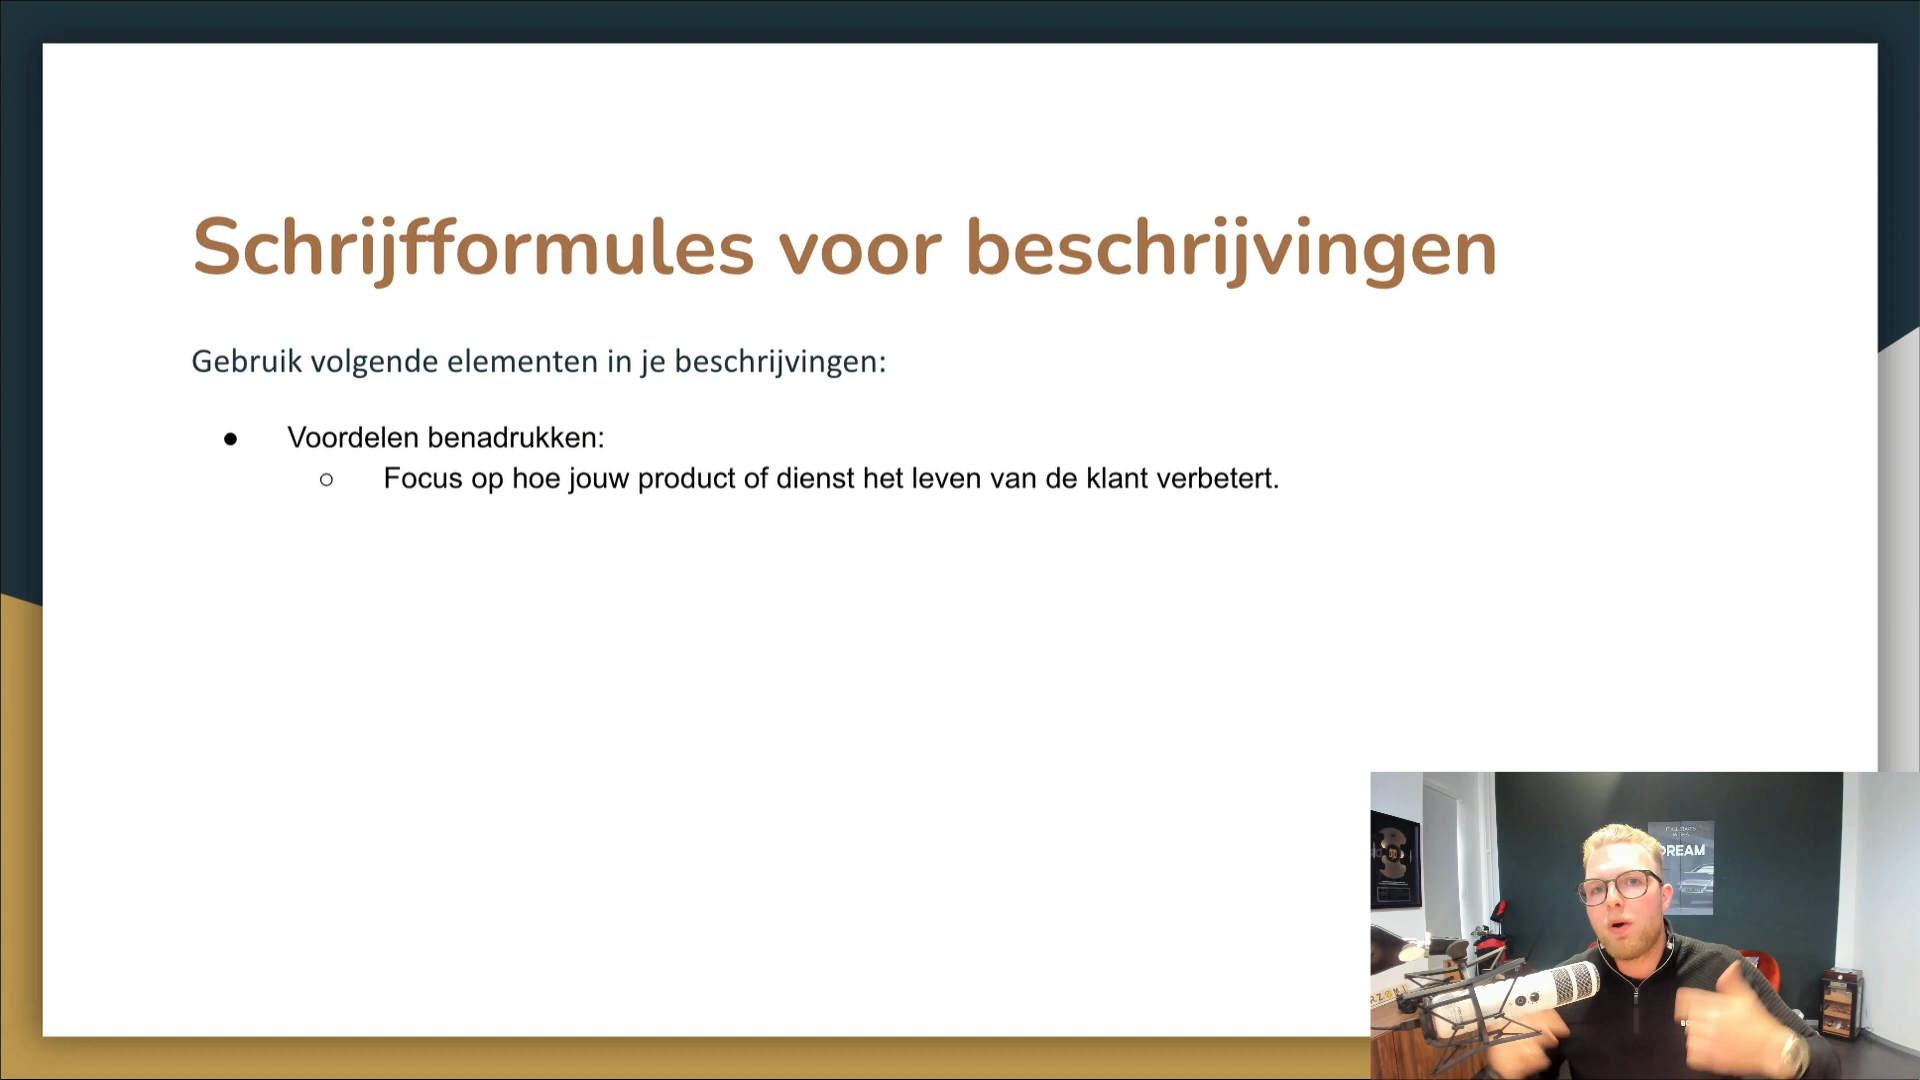 Schrijfformules voor beschrijvingen
Gebruik volgende elementen in je beschrijvingen:
● Voordelen benadrukken:
○ Focus op hoe jouw product of dienst het leven van de klant verbetert.
DREAM